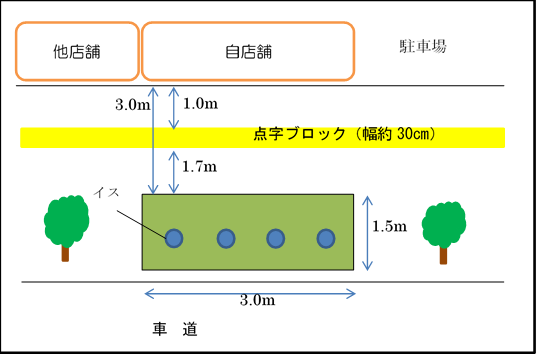 他店舗
自店舗
駐車場
3.0m
1.0m
点字ブロック（幅約 30cm）
1.7m
イス
1.5m
3.0m
車　道